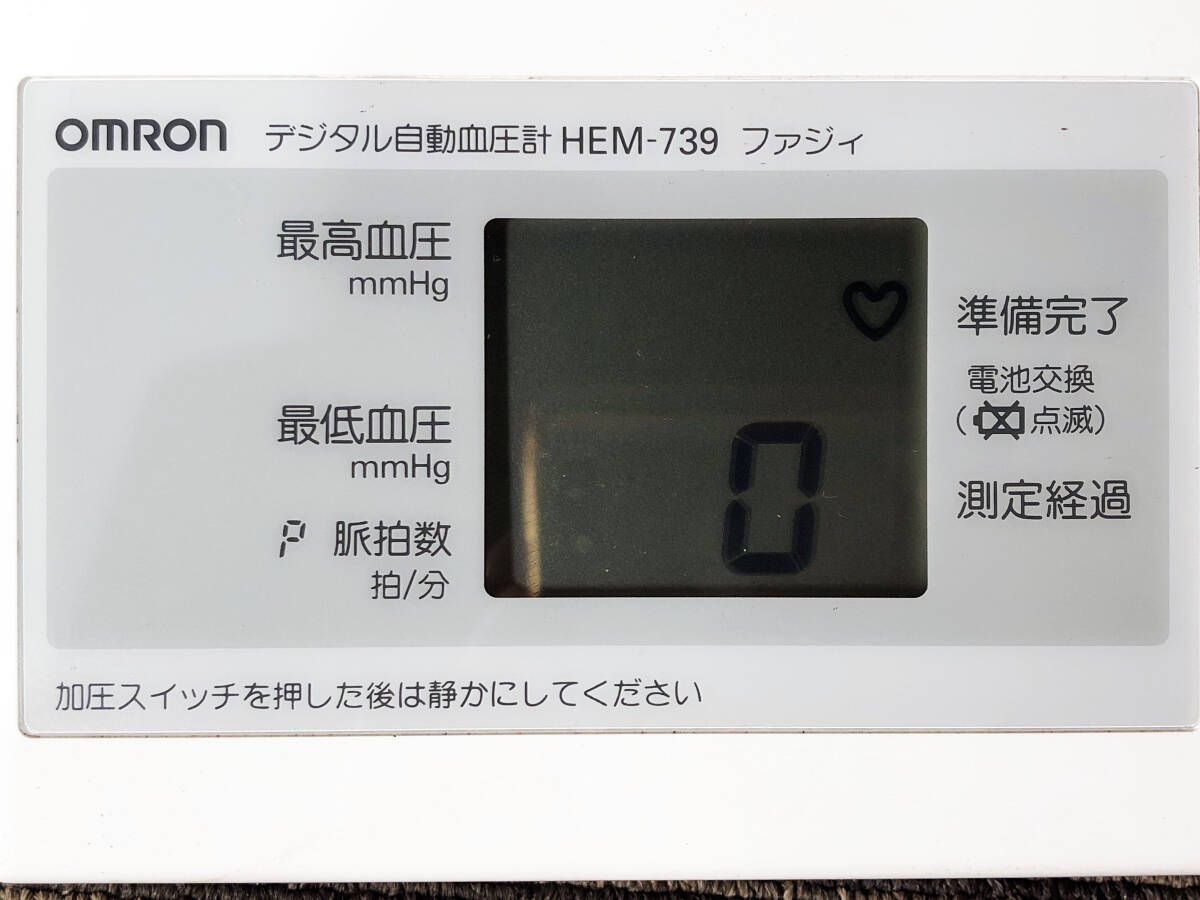 OMRON デジタル自動血圧計 HEM-739 ファジィ
最高血圧
mmHg
準備完了
電池交換
(点滅)
最低血圧
mmHg
0
測定経過
P 脈拍数
拍/分
加圧スイッチを押した後は静かにしてください